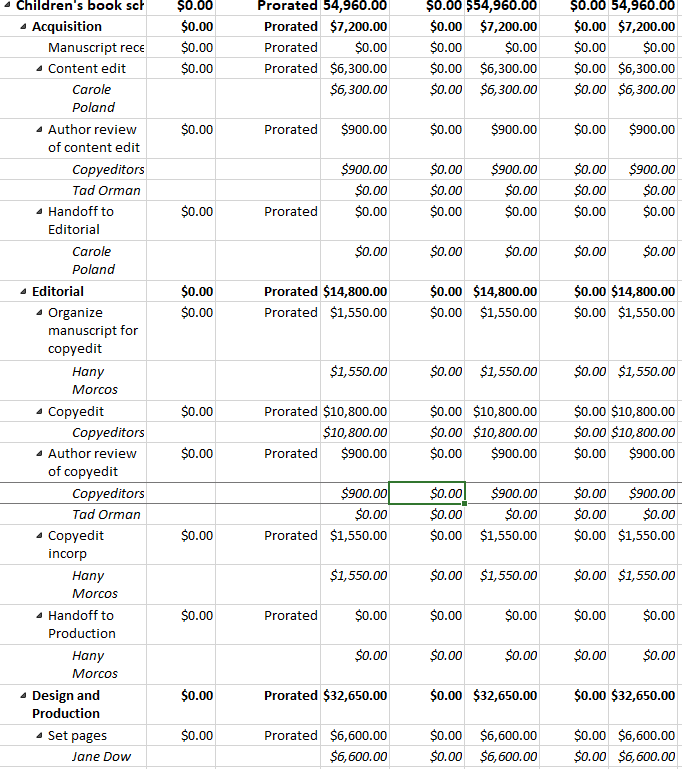 Children's book sch $0.00 Prorated 54,960.00 $0.00 $54,960.00 $0.00 54,960.00
Acquisition $0.00 Prorated $7,200.00 $0.00 $7,200.00 $0.00 $7,200.00
Manuscript rece $0.00 Prorated $0.00 $0.00 $0.00 $0.00 $0.00
Content edit $0.00 Prorated $6,300.00 $0.00 $6,300.00 $0.00 $6,300.00
Carole $6,300.00 $0.00 $6,300.00 $0.00 $6,300.00
Poland
Author review $0.00 Prorated $900.00 $0.00 $900.00 $0.00 $900.00
of content edit
Copyeditors $900.00 $0.00 $900.00 $0.00 $900.00
Tad Orman $0.00 $0.00 $0.00 $0.00 $0.00
Handoff to $0.00 Prorated $0.00 $0.00 $0.00 $0.00 $0.00
Editorial
Carole $0.00 $0.00 $0.00 $0.00 $0.00
Poland
Editorial $0.00 Prorated $14,800.00 $0.00 $14,800.00 $0.00 $14,800.00
Organize $0.00 Prorated $1,550.00 $0.00 $1,550.00 $0.00 $1,550.00
manuscript for
copyedit
Hany $1,550.00 $0.00 $1,550.00 $0.00 $1,550.00
Morcos
Copyedit $0.00 Prorated $10,800.00 $0.00 $10,800.00 $0.00 $10,800.00
Copyeditors $10,800.00 $0.00 $10,800.00 $0.00 $10,800.00
Author review $0.00 Prorated $900.00 $0.00 $900.00 $0.00 $900.00
of copyedit
Copyeditors $900.00 $0.00 $900.00 $0.00 $900.00
Tad Orman $0.00 $0.00 $0.00 $0.00 $0.00
Copyedit $0.00 Prorated $1,550.00 $0.00 $1,550.00 $0.00 $1,550.00
incorp
Hany $1,550.00 $0.00 $1,550.00 $0.00 $1,550.00
Morcos
Handoff to $0.00 Prorated $0.00 $0.00 $0.00 $0.00 $0.00
Production
Hany $0.00 $0.00 $0.00 $0.00 $0.00
Morcos
Design and $0.00 Prorated $32,650.00 $0.00 $32,650.00 $0.00 $32,650.00
Production
Set pages $0.00 Prorated $6,600.00 $0.00 $6,600.00 $0.00 $6,600.00
Jane Dow $6,600.00 $0.00 $6,600.00 $0.00 $6,600.00